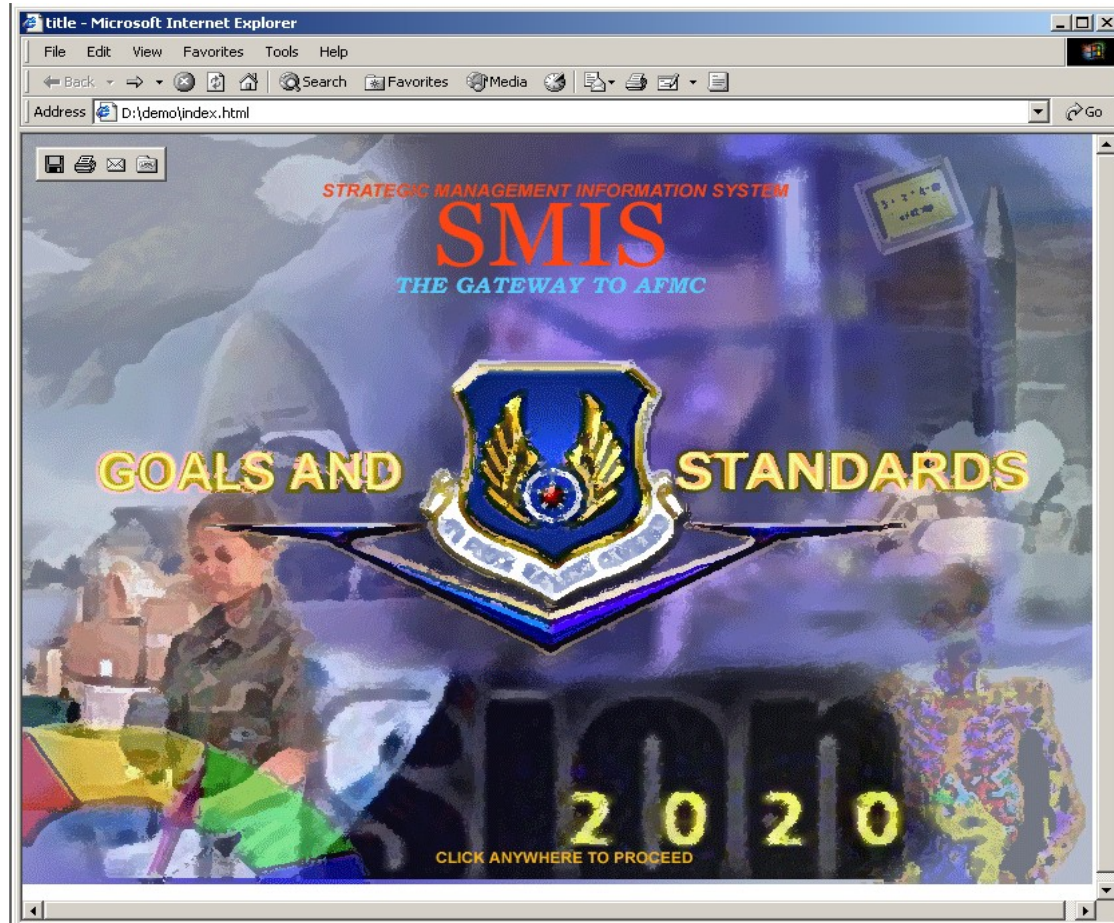 title - Microsoft Internet Explorer
File Edit View Favorites Tools Help
Back Search Favorites Media
Address D:\demo\index.html Go
STRATEGIC MANAGEMENT INFORMATION SYSTEM
SMIS
THE GATEWAY TO AFMC
GOALS AND STANDARDS
sion
2020
CLICK ANYWHERE TO PROCEED